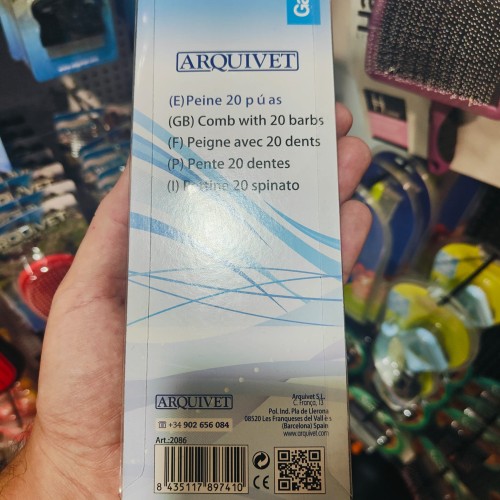 ARQUIVET
(E)Peine 20 p ú as
(GB) Comb with 20 barbs
(F) Peigne avec 20 dents
(P) Pente 20 dentes
(I) Pettine 20 spinato
ARQUIVET
+34 902 656 084
Art.:2086
Arquivet S.L.
Pol. Ind. Pla de Llerona
08520 Les Franqueses del Vallès
(Barcelona) Spain
www.arquivet.com
8 435117 897410